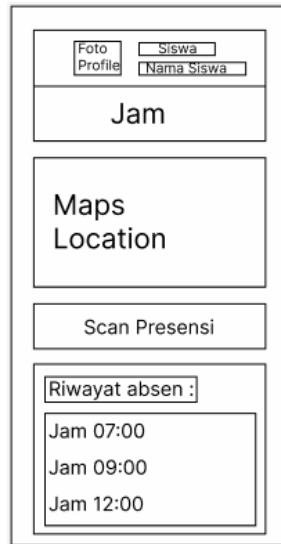 Foto
Profile
Siswa
Nama Siswa
Jam
Maps
Location
Scan Presensi
Riwayat absen :
Jam 07:00
Jam 09:00
Jam 12:00